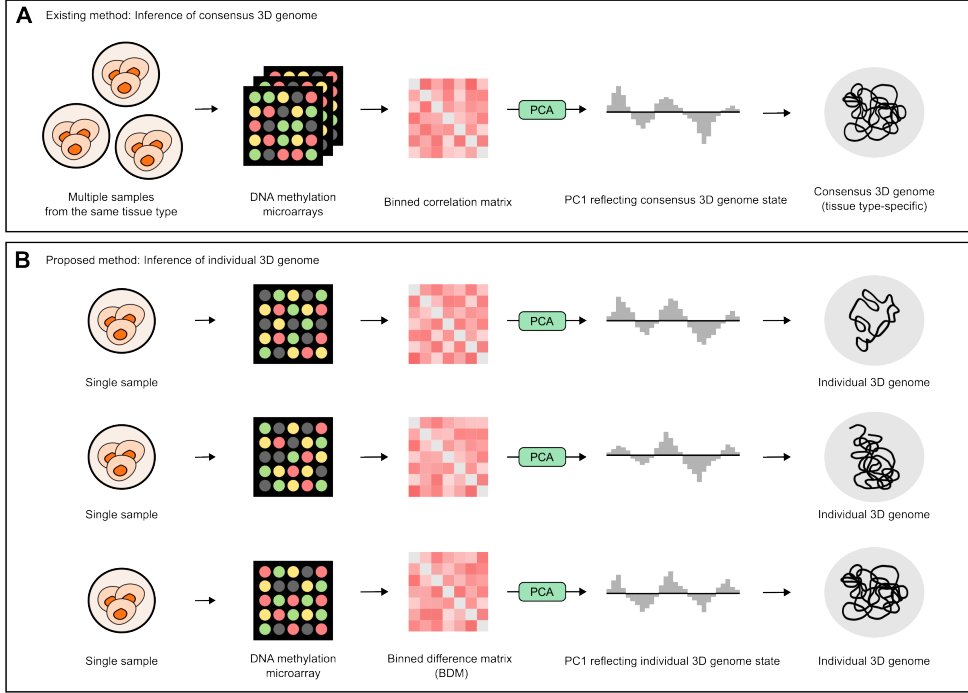 A Existing method: Inference of consensus 3D genome
PCA
Multiple samples
from the same tissue type
DNA methylation
microarrays
Binned correlation matrix
PC1 reflecting consensus 3D genome state
Consensus 3D genome
(tissue type-specific)
B Proposed method: Inference of individual 3D genome
PCA
Single sample
Individual 3D genome
PCA
Single sample
Individual 3D genome
PCA
Single sample
DNA methylation
microarray
Binned difference matrix
(BDM)
PC1 reflecting individual 3D genome state
Individual 3D genome